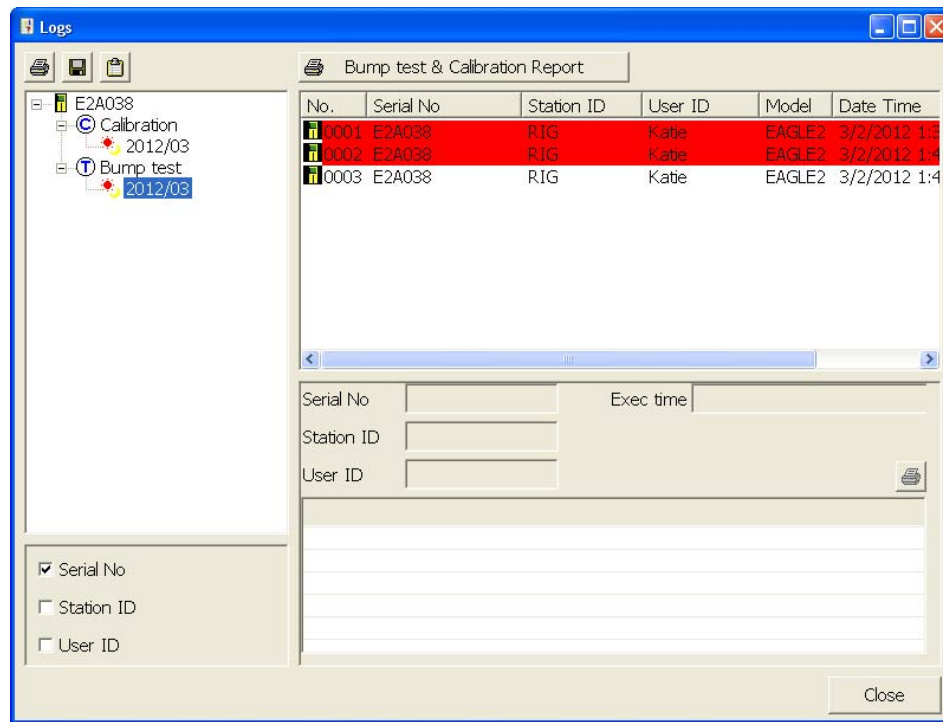 Logs
Bump test & Calibration Report
E2A038
C Calibration
2012/03
T Bump test
2012/03
No. Serial No Station ID User ID Model Date Time
0001 E2A038 RIG Katie EAGLE2 3/2/2012 1:3
0002 E2A038 RIG Katie EAGLE2 3/2/2012 1:4
0003 E2A038 RIG Katie EAGLE2 3/2/2012 1:4
Serial No Exec time
Station ID
User ID
Serial No
Station ID
User ID
Close